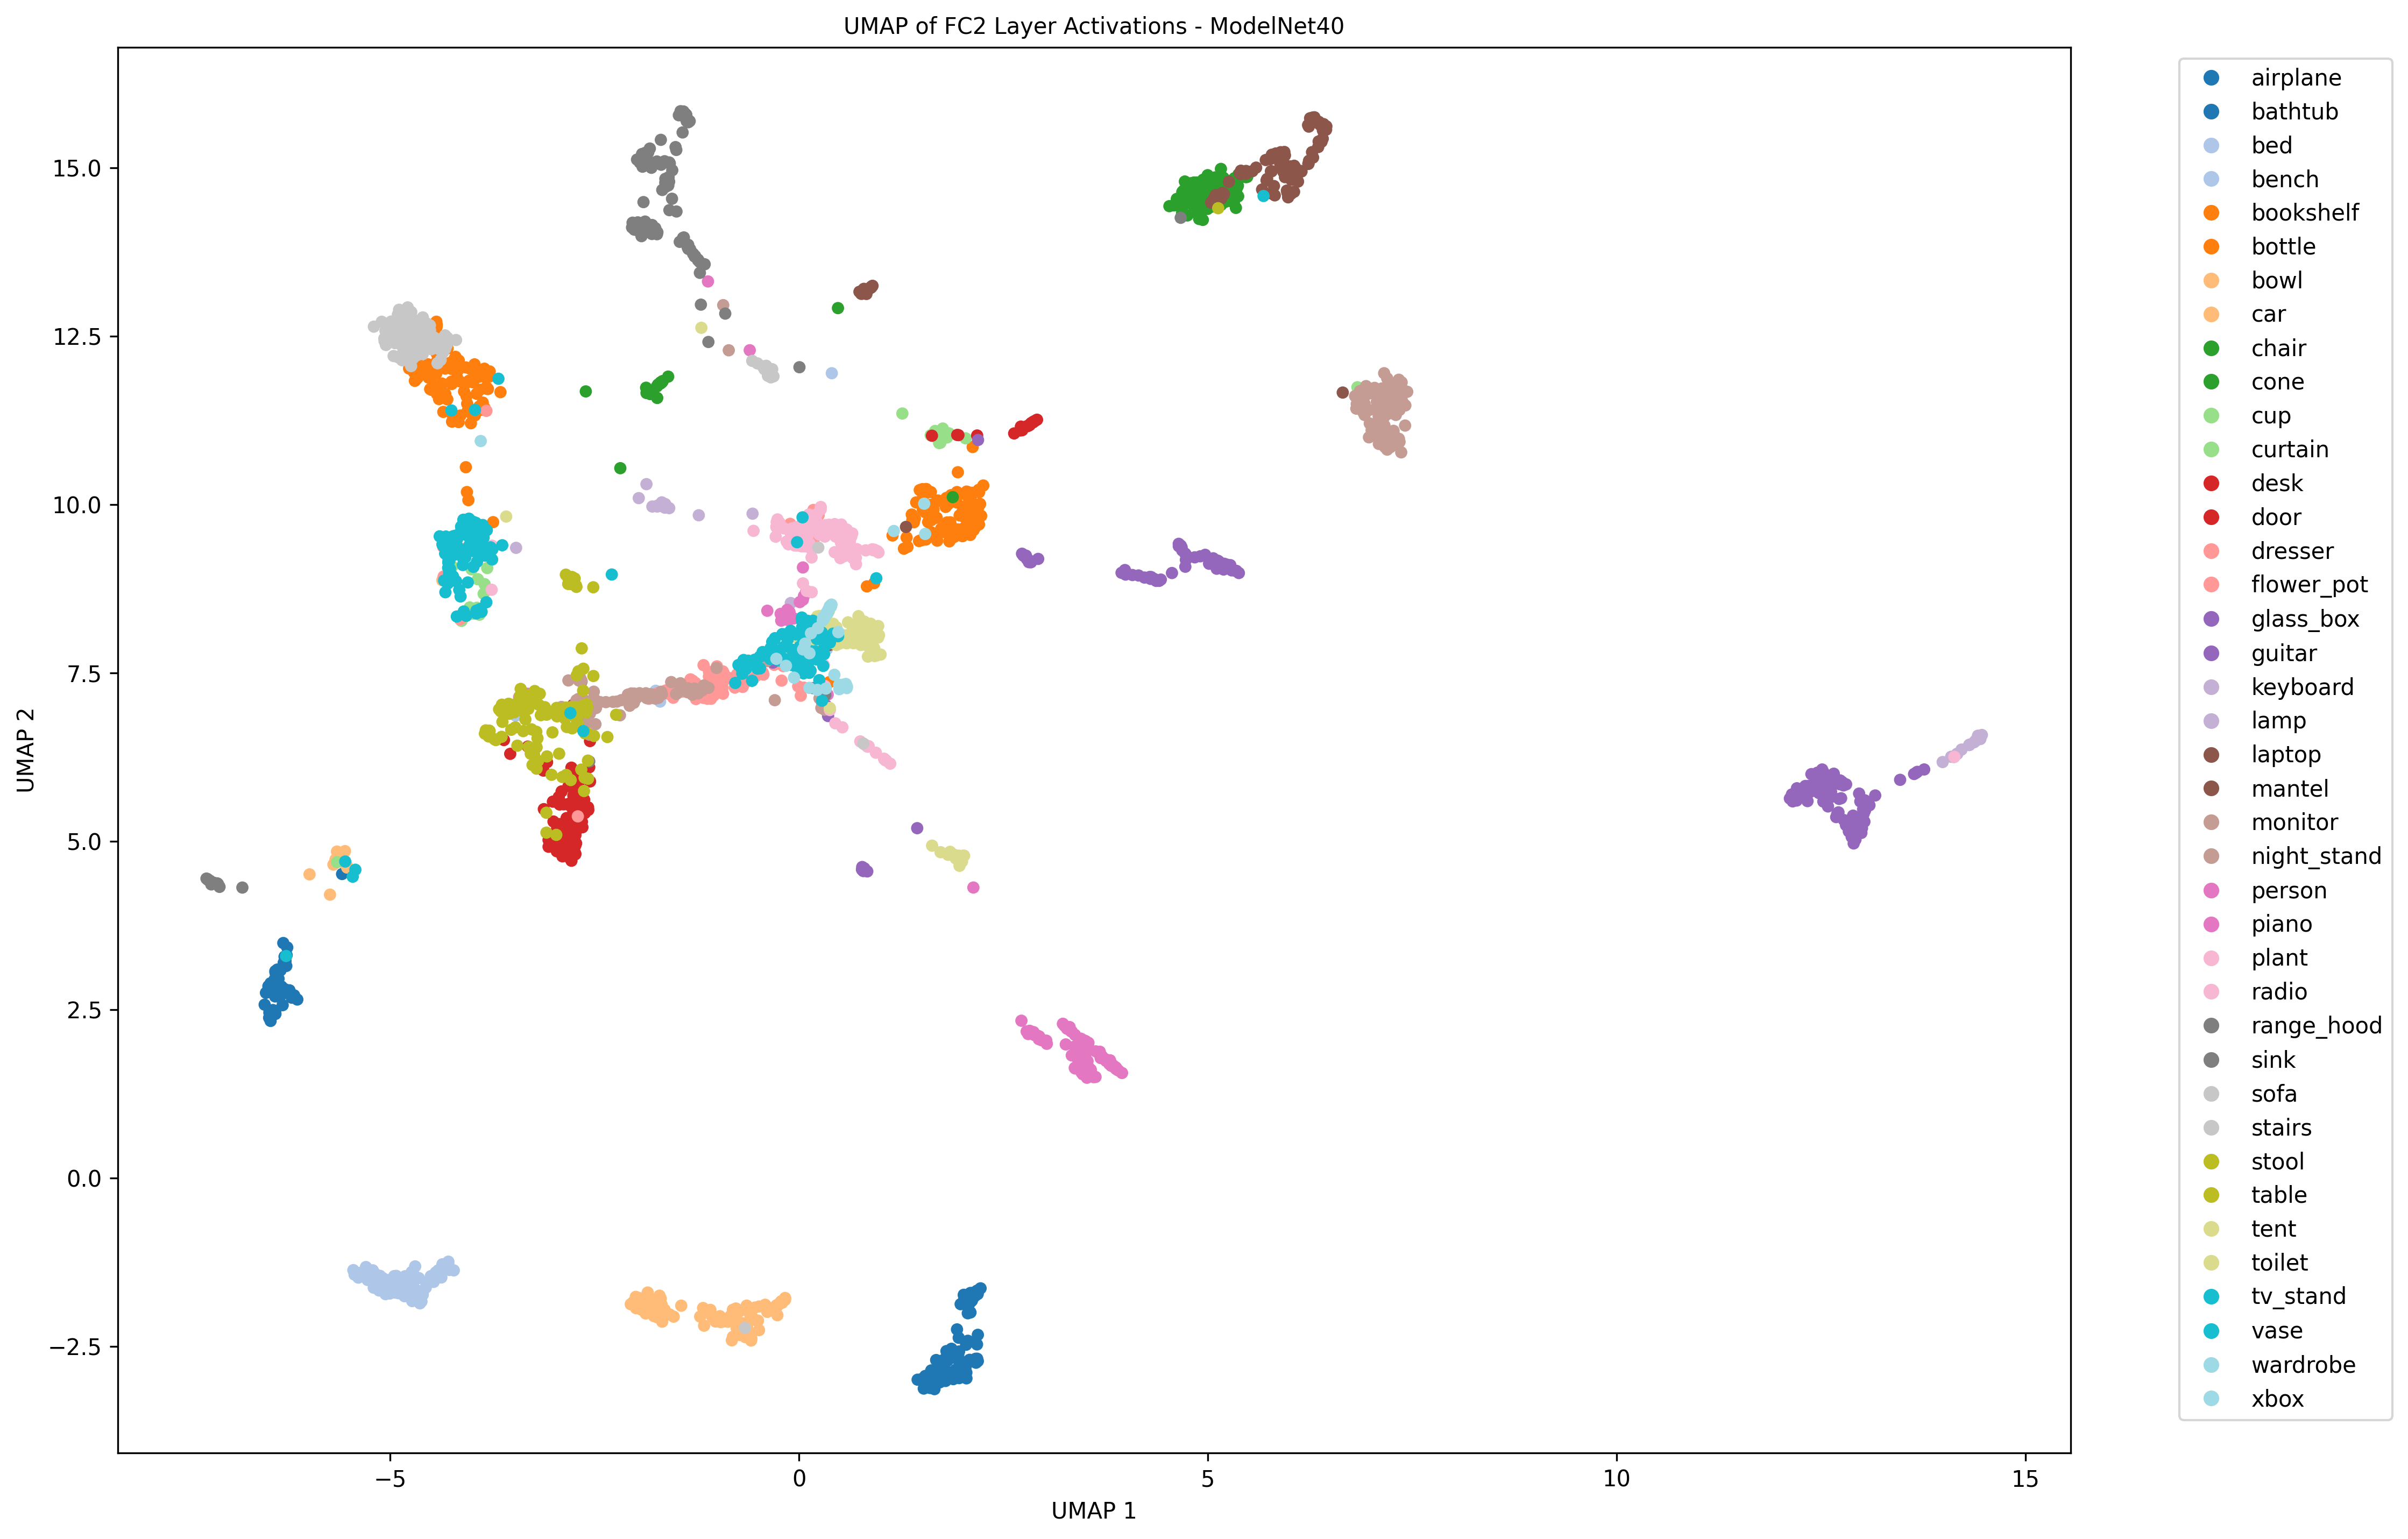 UMAP of FC2 Layer Activations - ModelNet40
UMAP 2
15.0
12.5
10.0
7.5
5.0
2.5
0.0
−2.5
−5
0
5
10
15
UMAP 1
airplane
bathtub
bed
bench
bookshelf
bottle
bowl
car
chair
cone
cup
curtain
desk
door
dresser
flower_pot
glass_box
guitar
keyboard
lamp
laptop
mantel
monitor
night_stand
person
piano
plant
radio
range_hood
sink
sofa
stairs
stool
table
tent
toilet
tv_stand
vase
wardrobe
xbox